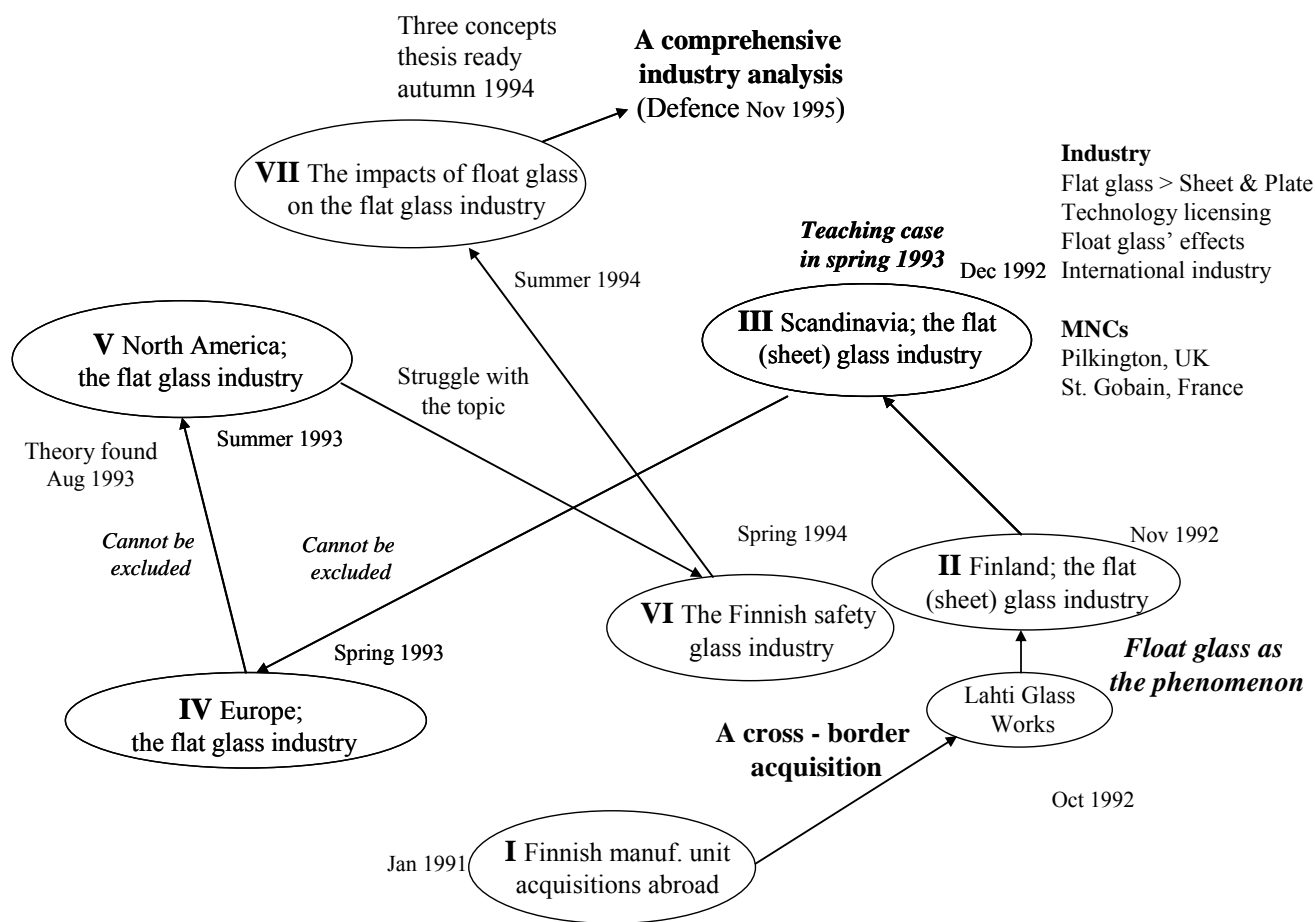 Three concepts
thesis ready
autumn 1994
A comprehensive
industry analysis
(Defence Nov 1995)
VII The impacts of float glass
on the flat glass industry
Industry
Flat glass > Sheet & Plate
Technology licensing
Float glass’ effects
International industry
MNCs
Pilkington, UK
St. Gobain, France
Teaching case
in spring 1993
Dec 1992
Summer 1994
III Scandinavia; the flat
(sheet) glass industry
V North America;
the flat glass industry
Struggle with
the topic
Summer 1993
Theory found
Aug 1993
Cannot be
excluded
Cannot be
excluded
Spring 1994
Nov 1992
II Finland; the flat
(sheet) glass industry
VI The Finnish safety
glass industry
Spring 1993
Float glass as
the phenomenon
IV Europe;
the flat glass industry
Lahti Glass
Works
A cross - border
acquisition
Oct 1992
Jan 1991
I Finnish manuf. unit
acquisitions abroad